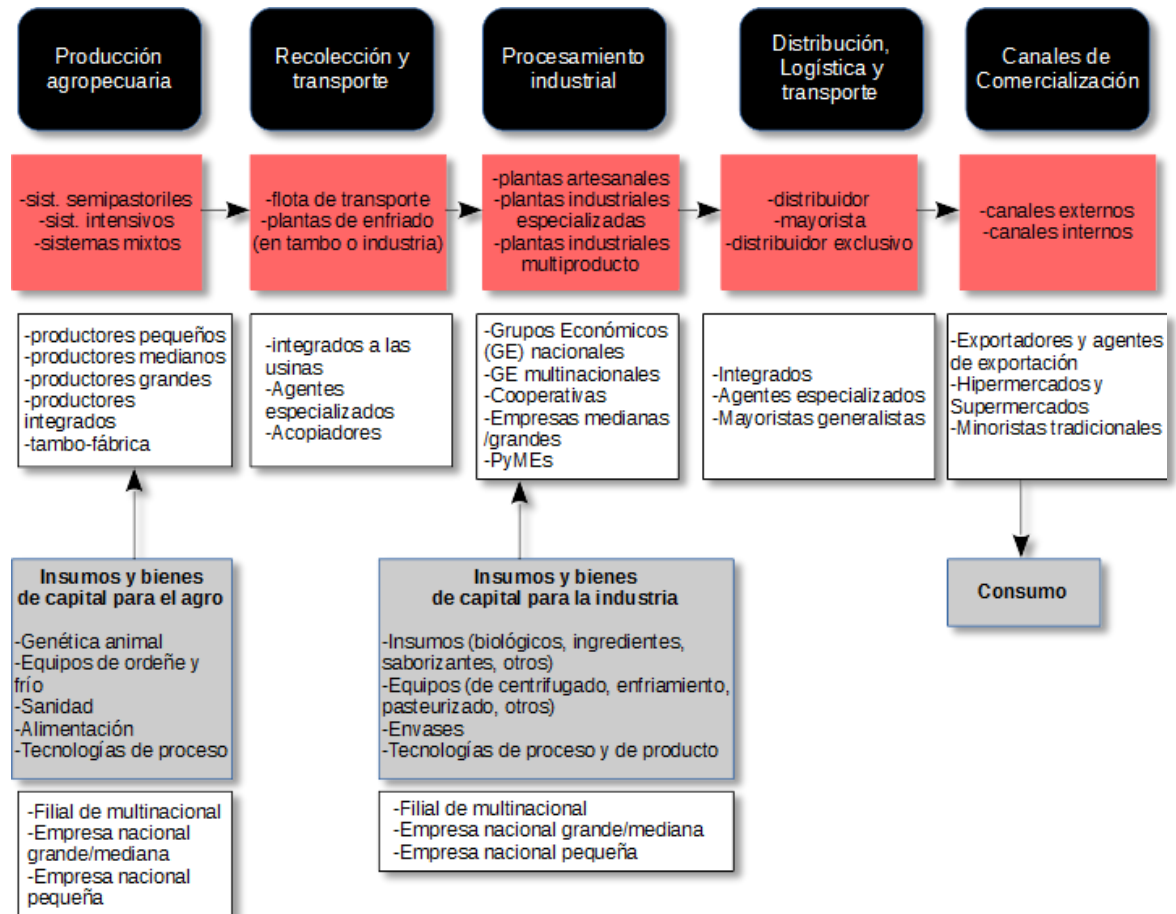 Producción
agropecuaria
Recolección y
transporte
Procesamiento
industrial
Distribución,
Logística y
transporte
Canales de
Comercialización
-sist. semipastoriles
-sist. intensivos
-sistemas mixtos
-flota de transporte
-plantas de enfriado
(en tambo o industria)
-plantas artesanales
-plantas industriales
especializadas
-plantas industriales
multiproducto
-distribuidor
-mayorista
-distribuidor exclusivo
-canales externos
-canales internos
-productores pequeños
-productores medianos
-productores grandes
-productores
integrados
-tambo-fábrica
-integrados a las
usinas
-Agentes
especializados
-Acopiadores
-Grupos Económicos
(GE) nacionales
-GE multinacionales
-Cooperativas
-Empresas medianas
/grandes
-PyMEs
-Integrados
-Agentes especializados
-Mayoristas generalistas
-Exportadores y agentes
de exportación
-Hipermercados y
Supermercados
-Minoristas tradicionales
Insumos y bienes
de capital para el agro
-Genética animal
-Equipos de ordeñe y
frío
-Sanidad
-Alimentación
-Tecnologías de proceso
Insumos y bienes
de capital para la industria
-Insumos (biológicos, ingredientes,
saborizantes, otros)
-Equipos (de centrifugado, enfriamiento,
pasteurizado, otros)
-Envases
-Tecnologías de proceso y de producto
Consumo
-Filial de multinacional
-Empresa nacional
grande/mediana
-Empresa nacional
pequeña
-Filial de multinacional
-Empresa nacional grande/mediana
-Empresa nacional pequeña